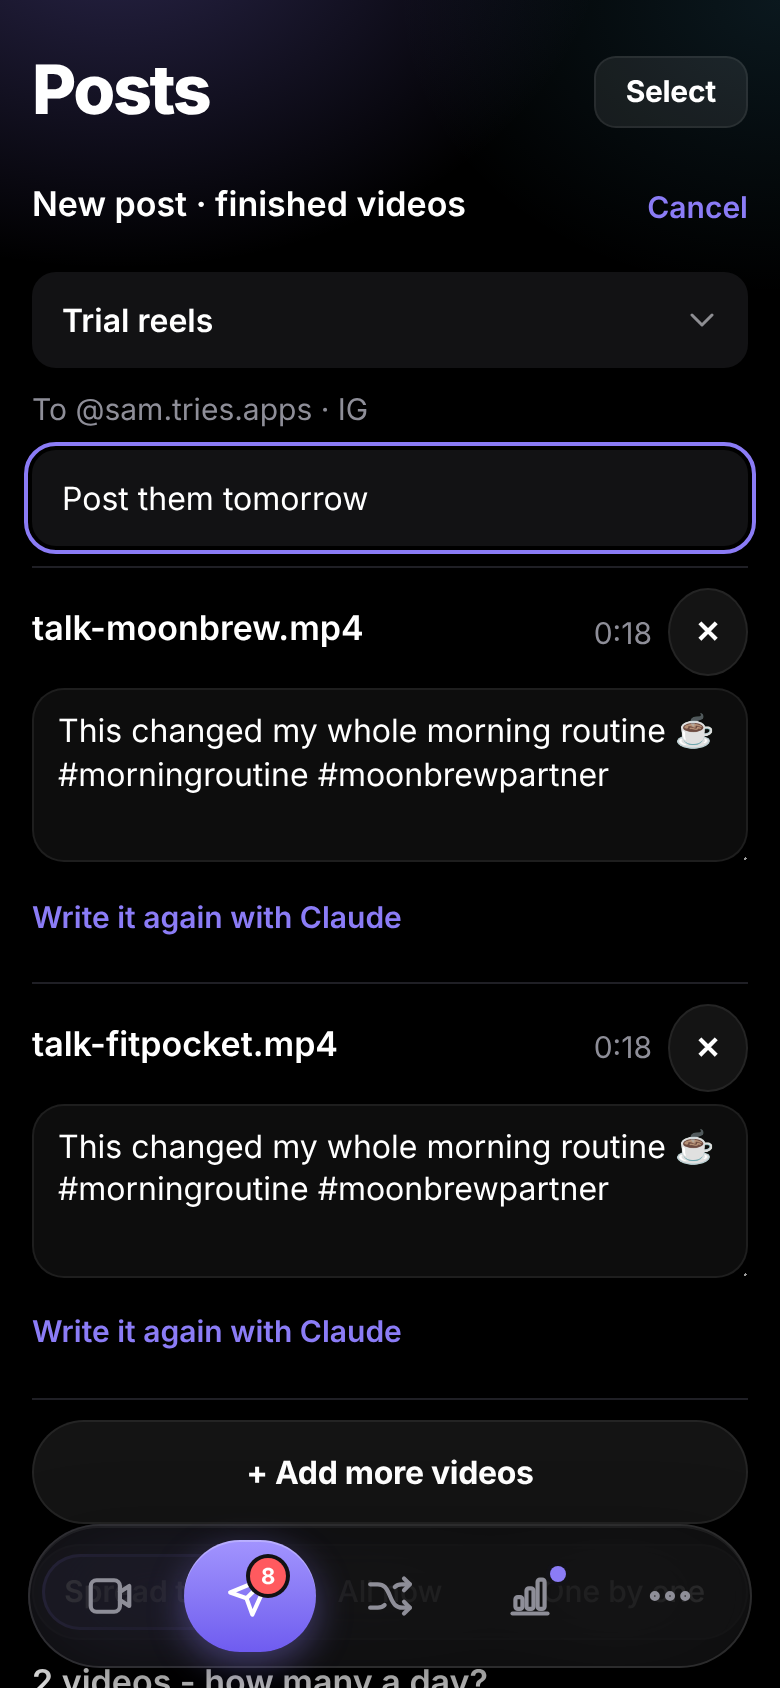 Posts
Select
New post · finished videos
Cancel
Trial reels
To @sam.tries.apps · IG
Post them tomorrow
talk-moonbrew.mp4
0:18
This changed my whole morning routine ☕
#morningroutine #moonbrewpartner
Write it again with Claude
talk-fitpocket.mp4
0:18
This changed my whole morning routine ☕
#morningroutine #moonbrewpartner
Write it again with Claude
+ Add more videos
8
One by one
2 videos - how many a day?